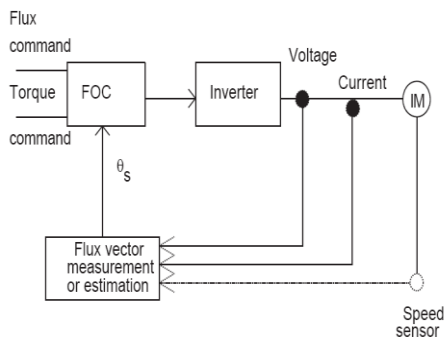 Flux
command
Torque
command
FOC
Inverter
Voltage
Current
IM
θs
Flux vector
measurement
or estimation
Speed
sensor